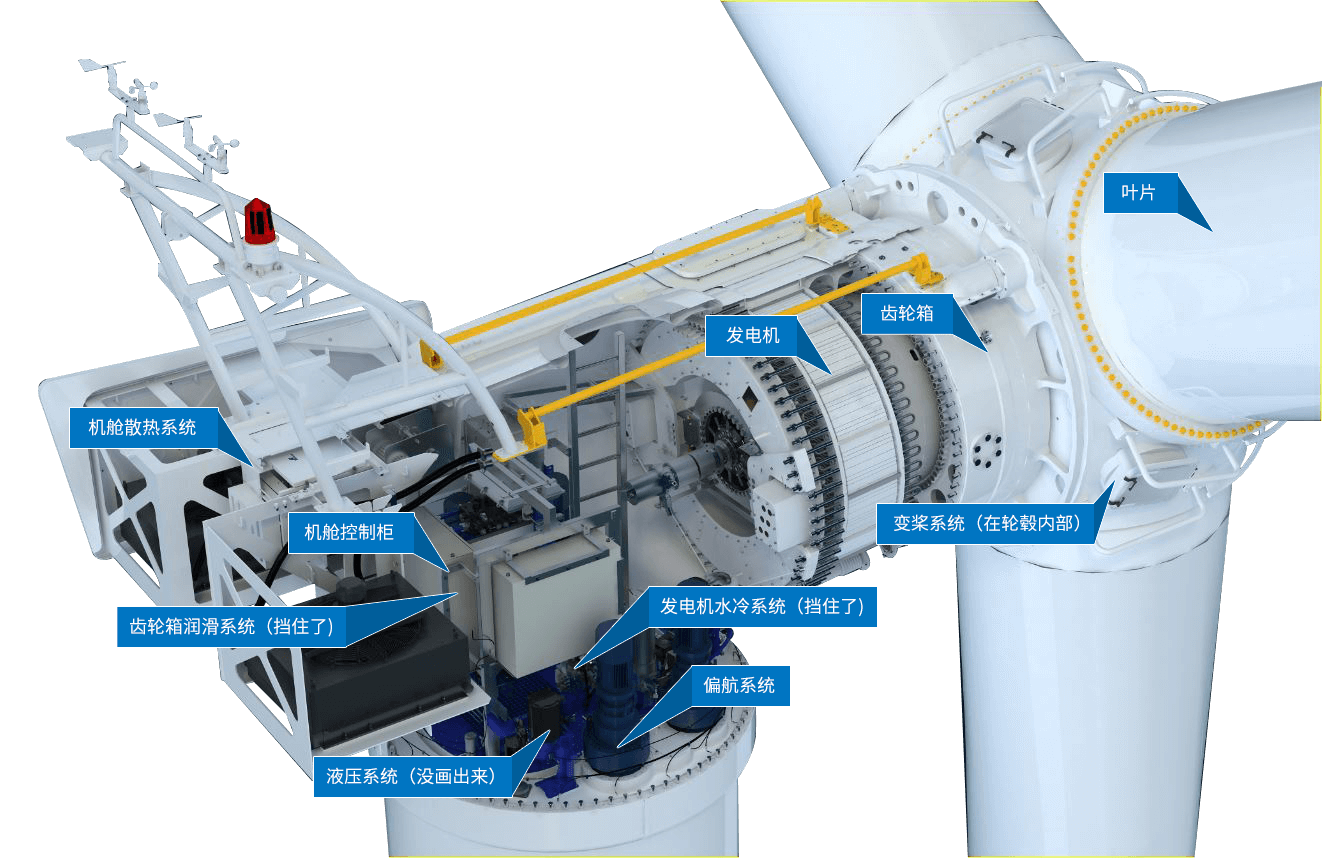 叶片
齿轮箱
发电机
机舱散热系统
变桨系统（在轮毂内部）
机舱控制柜
发电机水冷系统（挡住了)
齿轮箱润滑系统（挡住了)
偏航系统
液压系统（没画出来）